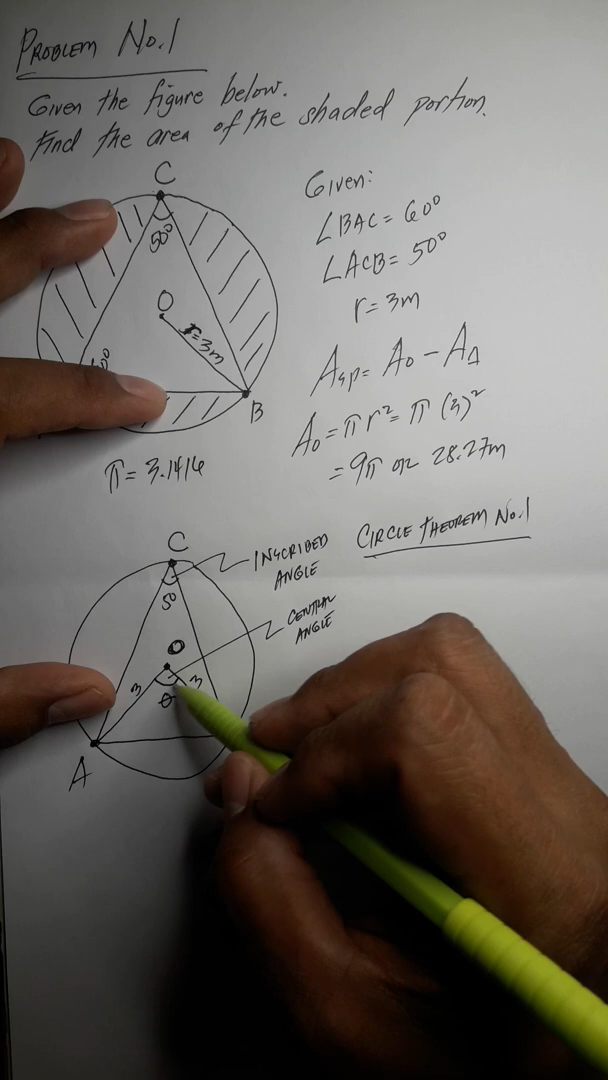 PROBLEM No.1
Given the figure below.
Find the area of the shaded portion.
C
50°
O
r=3m
B
π = 3.1416
Given:
∠BAC = 60°
∠ACB = 50°
r = 3m
Asp = Ao - A△
Ao = πr² = π (3)²
= 9π or 28.27m
CIRCLE THEOREM No.1
C
INSCRIBED
ANGLE
50
CENTRAL
ANGLE
O
3
3
θ
A